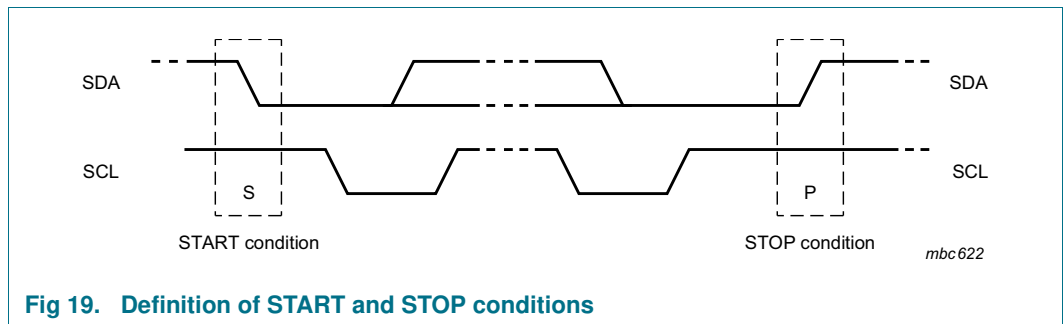 SDA SDA
SCL SCL
S P
START condition STOP condition
mbc622
Fig 19. Definition of START and STOP conditions